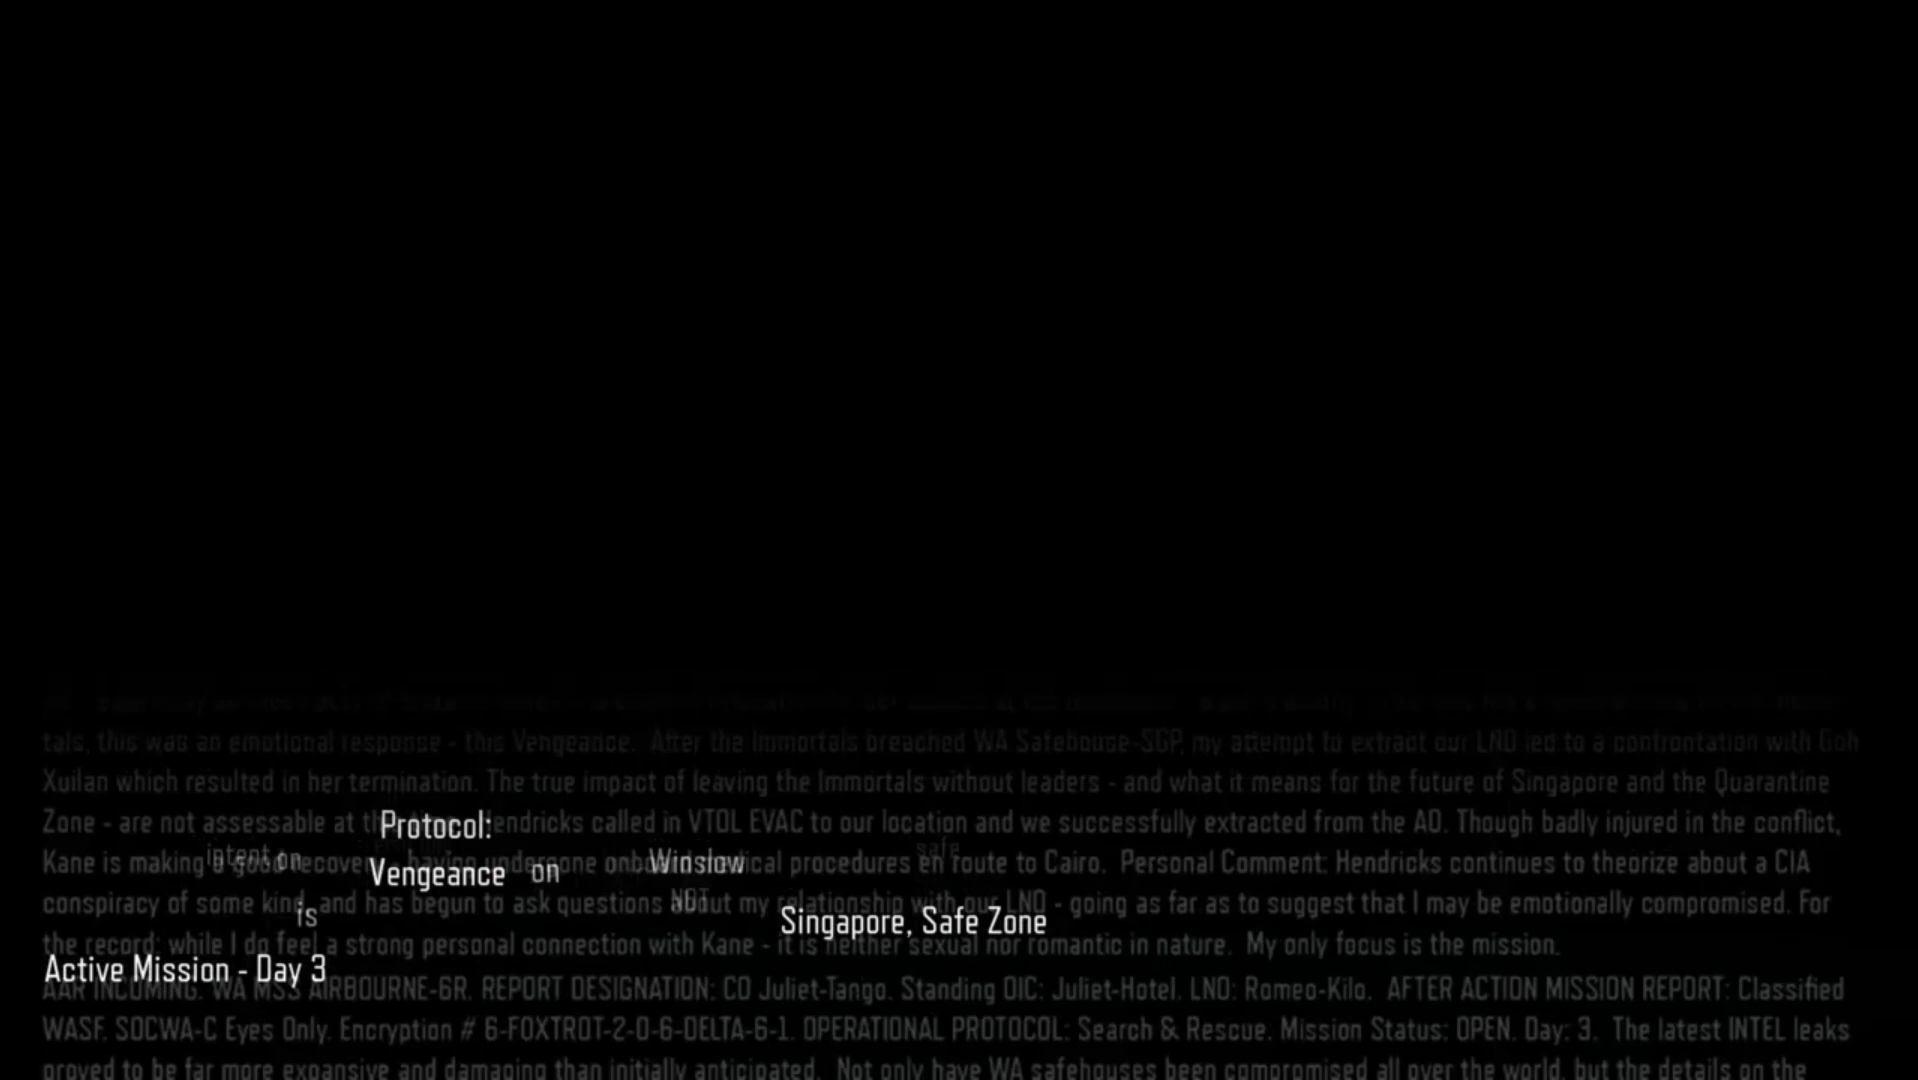 tals, this was an emotional response - this Vengeance. After the Immortals breached WA Safehouse-SGP, my attempt to extract our LNO led to a confrontation with Goh
Xuilan which resulted in her termination. The true impact of leaving the Immortals without leaders - and what it means for the future of Singapore and the Quarantine
Zone - are not assessable at Hendricks called in VTOL EVAC to our location and we successfully extracted from the AO. Though badly injured in the conflict,
Protocol:
safe
intent on
Kane is making a good procedures en route to Cairo. Personal Comment: Hendricks continues to theorize about a CIA
Winslow
Vengeance on
conspiracy of some kind and has begun to ask questions about my relationship with our LNO - going as far as to suggest that I may be emotionally compromised. For
NOT
is
Singapore, Safe Zone
the record; while I do feel a strong personal connection with Kane - it is neither sexual nor romantic in nature. My only focus is the mission.
Active Mission - Day 3
AAR INCOMING. WA MSS AIRBOURNE-6R. REPORT DESIGNATION: CO Juliet-Tango. Standing OIC: Juliet-Hotel. LNO: Romeo-Kilo. AFTER ACTION MISSION REPORT: Classified
WASF. SOCWA-C Eyes Only. Encryption # 6-FOXTROT-2-0-6-DELTA-6-1. OPERATIONAL PROTOCOL: Search & Rescue. Mission Status: OPEN. Day: 3. The latest INTEL leaks
proved to be far more expansive and damaging than initially anticipated. Not only have WA safehouses been compromised all over the world, but the details on the